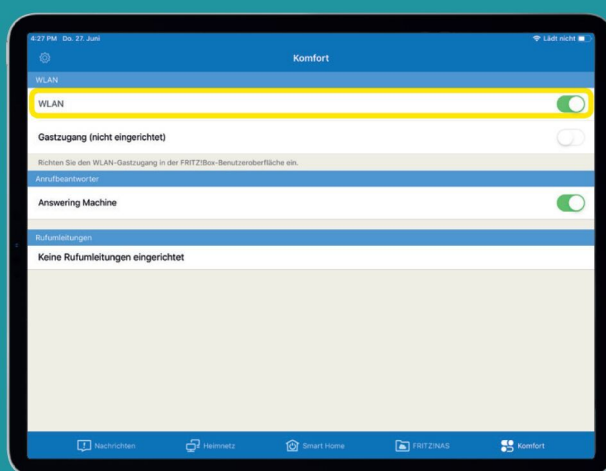 4:27 PM Do. 27. Juni
Lädt nicht
Komfort
WLAN
WLAN
Gastzugang (nicht eingerichtet)
Richten Sie den WLAN-Gastzugang in der FRITZ!Box-Benutzeroberfläche ein.
Anrufbeantworter
Answering Machine
Rufumleitungen
Keine Rufumleitungen eingerichtet
Nachrichten
Heimnetz
Smart Home
FRITZ!NAS
Komfort